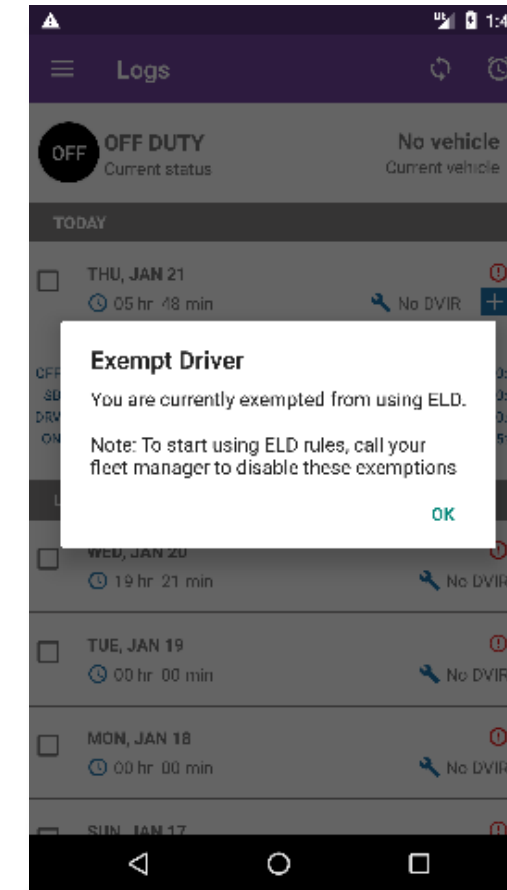 1:4
Logs
OFF
OFF DUTY
Current status
No vehicle
Current vehicle
TODAY
THU, JAN 21
05 hr 48 min
No DVIR
Exempt Driver
You are currently exempted from using ELD.
Note: To start using ELD rules, call your
fleet manager to disable these exemptions
OK
OFF
SB
DRV
ON
WED, JAN 20
19 hr 21 min
No DVIR
TUE, JAN 19
00 hr 00 min
No DVIR
MON, JAN 18
00 hr 00 min
No DVIR
SUN, JAN 17